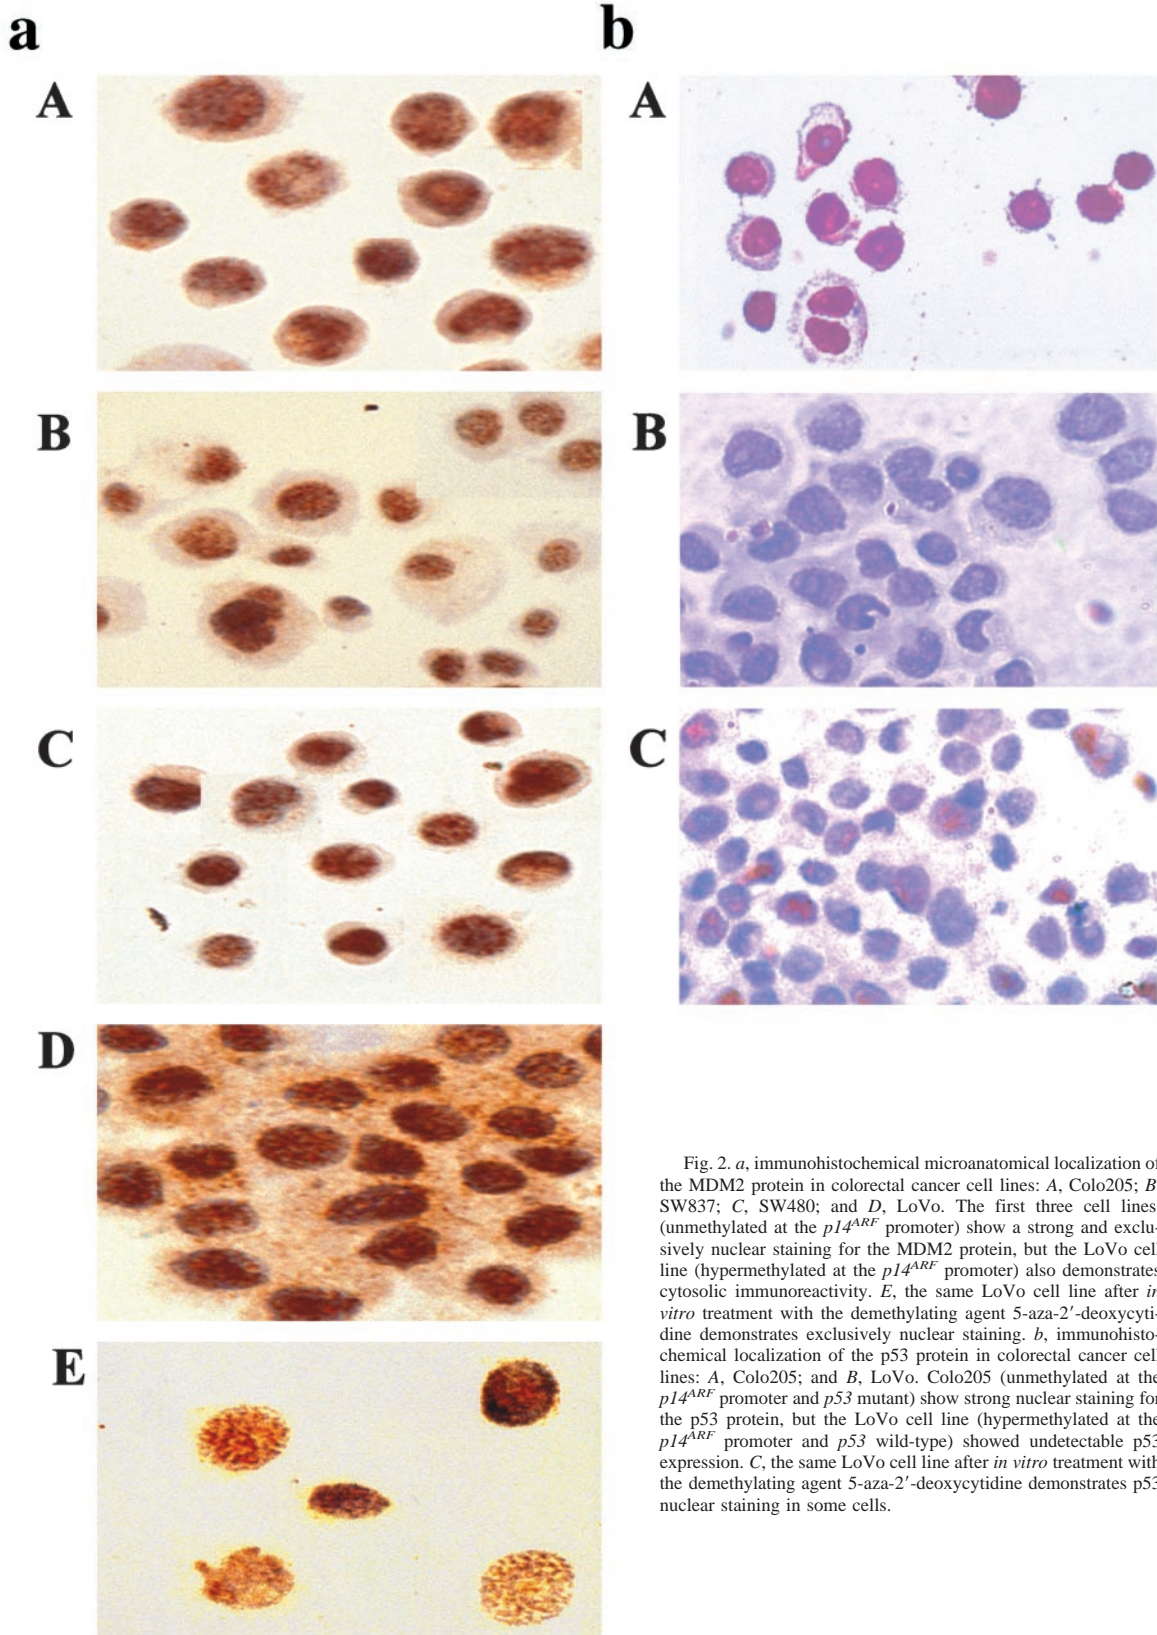 a
b
A
A
B
B
C
C
D
E
Fig. 2. a, immunohistochemical microanatomical localization of
the MDM2 protein in colorectal cancer cell lines: A, Colo205; B
SW837; C, SW480; and D, LoVo. The first three cell lines
(unmethylated at the p14ARF promoter) show a strong and exclu-
sively nuclear staining for the MDM2 protein, but the LoVo cell
line (hypermethylated at the p14ARF promoter) also demonstrates
cytosolic immunoreactivity. E, the same LoVo cell line after in
vitro treatment with the demethylating agent 5-aza-2′-deoxycyti-
dine demonstrates exclusively nuclear staining. b, immunohisto-
chemical localization of the p53 protein in colorectal cancer cell
lines: A, Colo205; and B, LoVo. Colo205 (unmethylated at the
p14ARF promoter and p53 mutant) show strong nuclear staining for
the p53 protein, but the LoVo cell line (hypermethylated at the
p14ARF promoter and p53 wild-type) showed undetectable p53
expression. C, the same LoVo cell line after in vitro treatment with
the demethylating agent 5-aza-2′-deoxycytidine demonstrates p53
nuclear staining in some cells.